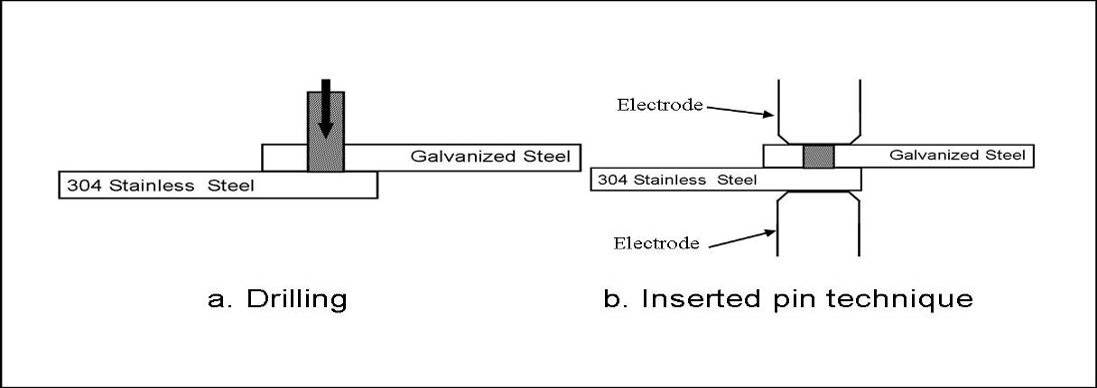 Electrode
Galvanized Steel
Galvanized Steel
304 Stainless Steel
304 Stainless Steel
Electrode
a. Drilling
b. Inserted pin technique